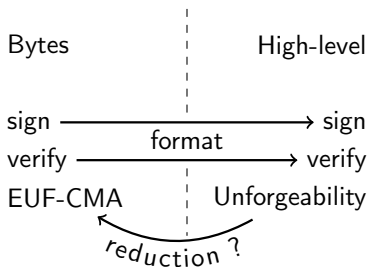 Bytes High-level
sign sign
format
verify verify
EUF-CMA Unforgeability
reduction ?